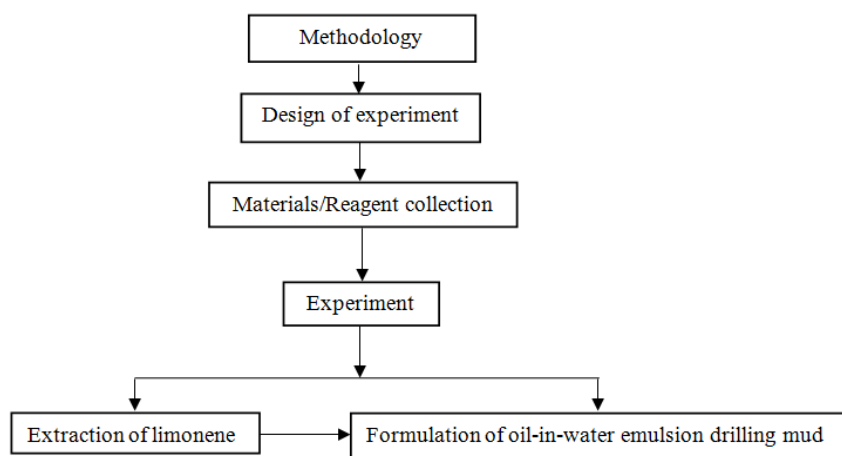 Methodology
Design of experiment
Materials/Reagent collection
Experiment
Extraction of limonene
Formulation of oil-in-water emulsion drilling mud